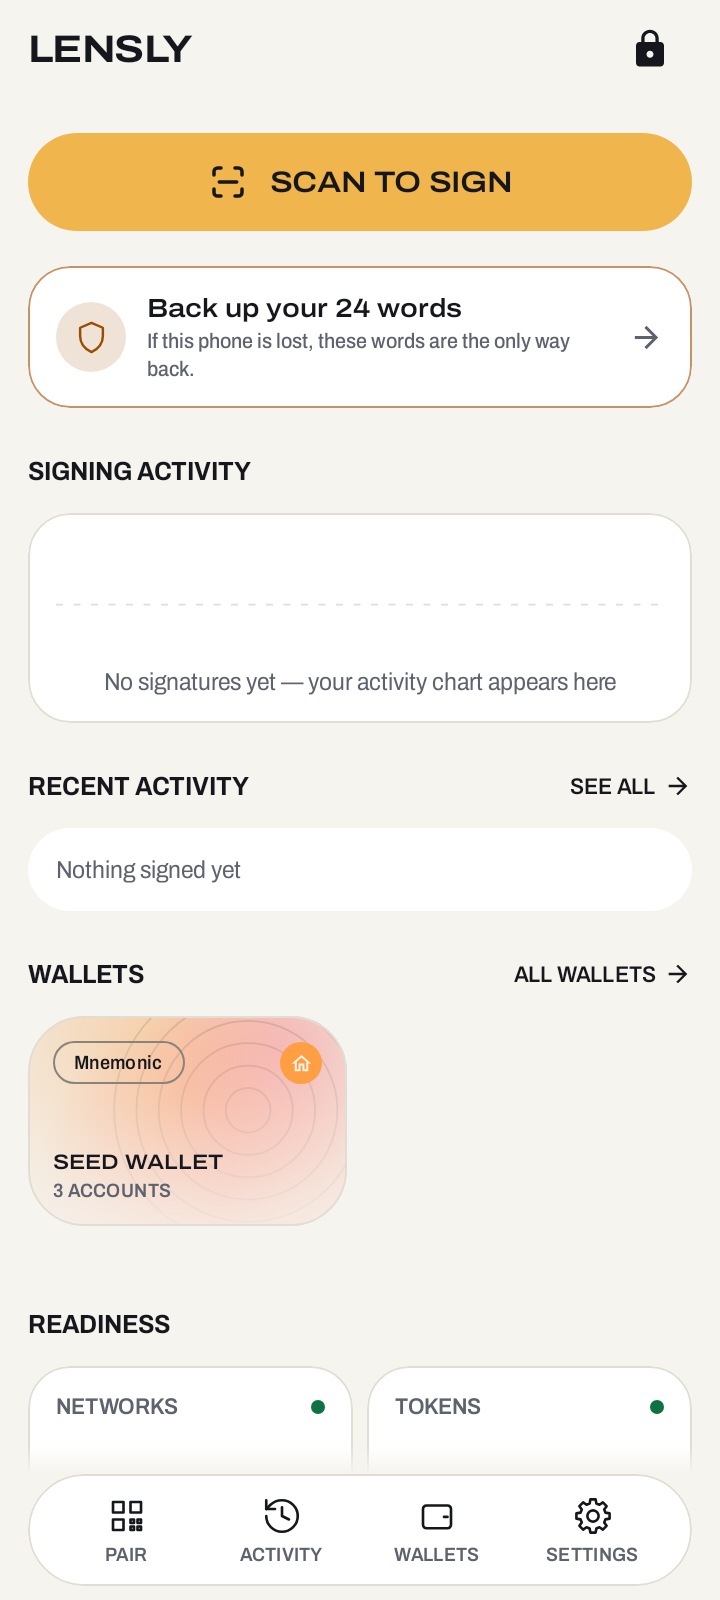 LENSLY
SCAN TO SIGN
Back up your 24 words
If this phone is lost, these words are the only way
back.
SIGNING ACTIVITY
No signatures yet — your activity chart appears here
RECENT ACTIVITY
SEE ALL
Nothing signed yet
WALLETS
ALL WALLETS
Mnemonic
SEED WALLET
3 ACCOUNTS
READINESS
NETWORKS
TOKENS
PAIR
ACTIVITY
WALLETS
SETTINGS